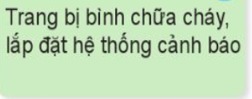 Trang bị bình chữa cháy,
lắp đặt hệ thống cảnh báo